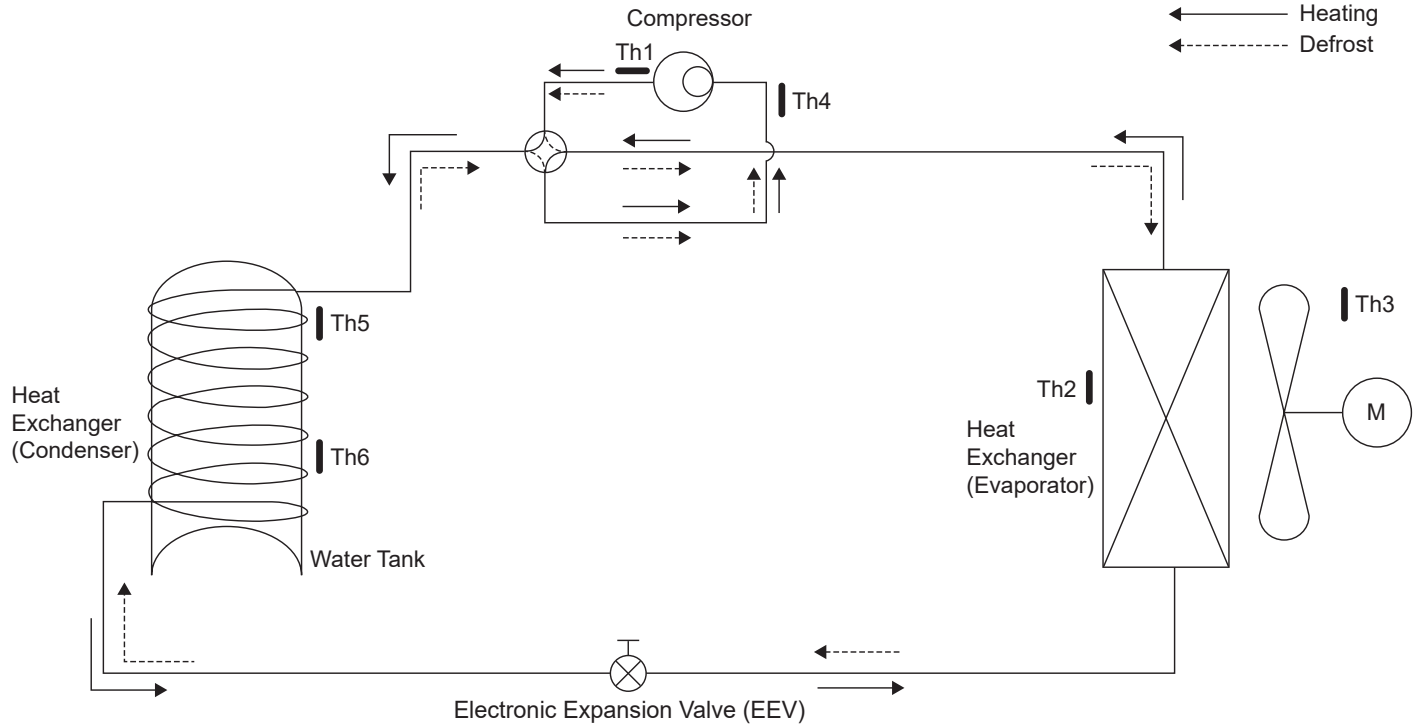 Compressor
Heating
Defrost
Th1
Th4
Th5
Th3
Th2
M
Heat
Exchanger
(Condenser)
Th6
Heat
Exchanger
(Evaporator)
Water Tank
Electronic Expansion Valve (EEV)